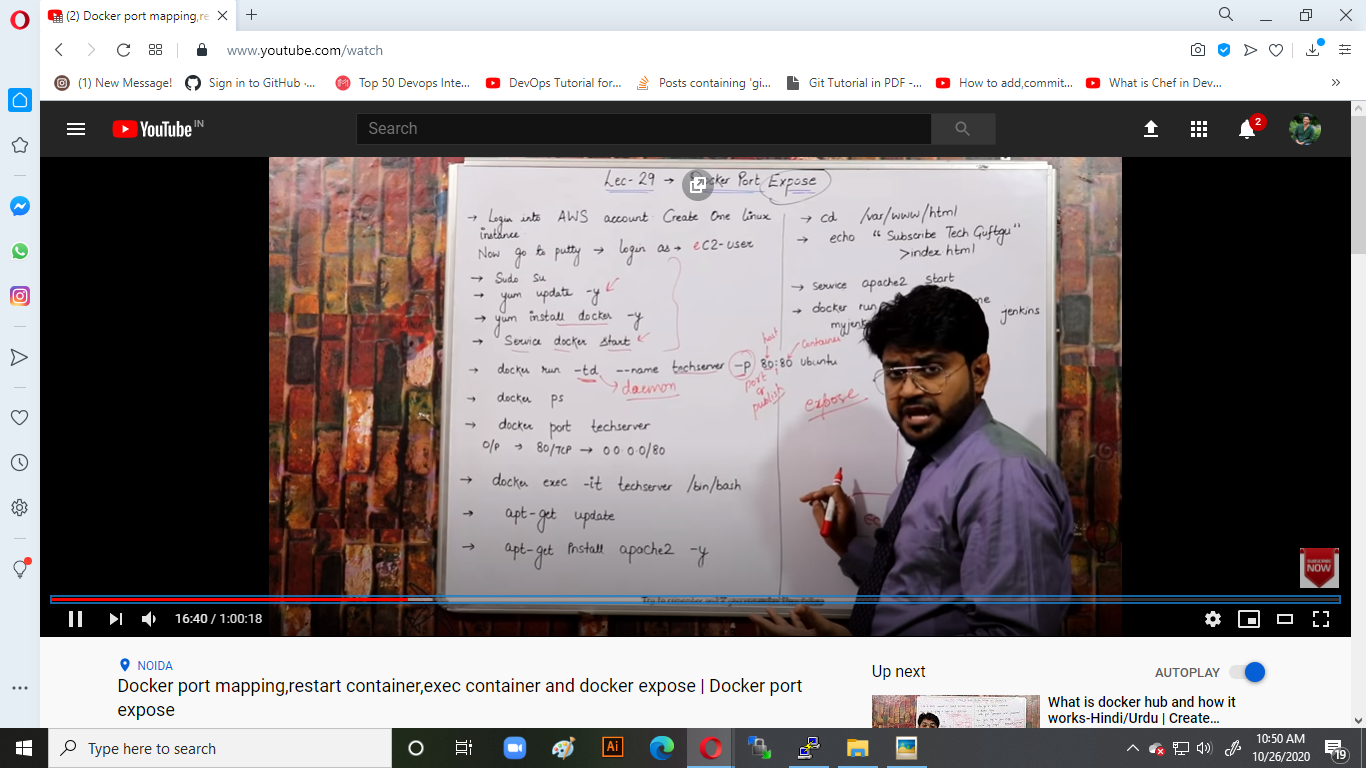 (2) Docker port mapping,re
www.youtube.com/watch
(1) New Message!
Sign in to GitHub ·...
Top 50 Devops Inte...
DevOps Tutorial for...
Posts containing 'gi...
Git Tutorial in PDF -...
How to add,commit...
What is Chef in Dev...
YouTube IN
Search
2
Lec-29 → Docker Port Expose
→ Login into AWS account Create One Linux
instance
Now go to putty → login as → ec2-user
→ Sudo su
→ yum update -y
→ yum install docker -y
→ Service docker start
→ docker run -td --name techserver -p 80:80 ubuntu
host
container
daemon
port
or
publish
→ docker ps
→ docker port techserver
O/P → 80/TCP → 0.0.0.0/80
→ docker exec -it techserver /bin/bash
→ apt-get update
→ apt-get install apache2 -y
→ cd /var/www/html
→ echo "Subscribe Tech Guftgu"
>index.html
→ service apache2 start
→ docker run
jenkins
expose
SUBSCRIBE
NOW
16:40 / 1:00:18
NOIDA
Docker port mapping,restart container,exec container and docker expose | Docker port
expose
Up next
AUTOPLAY
What is docker hub and how it
works-Hindi/Urdu | Create...
Type here to search
Ai
10:50 AM
10/26/2020
19